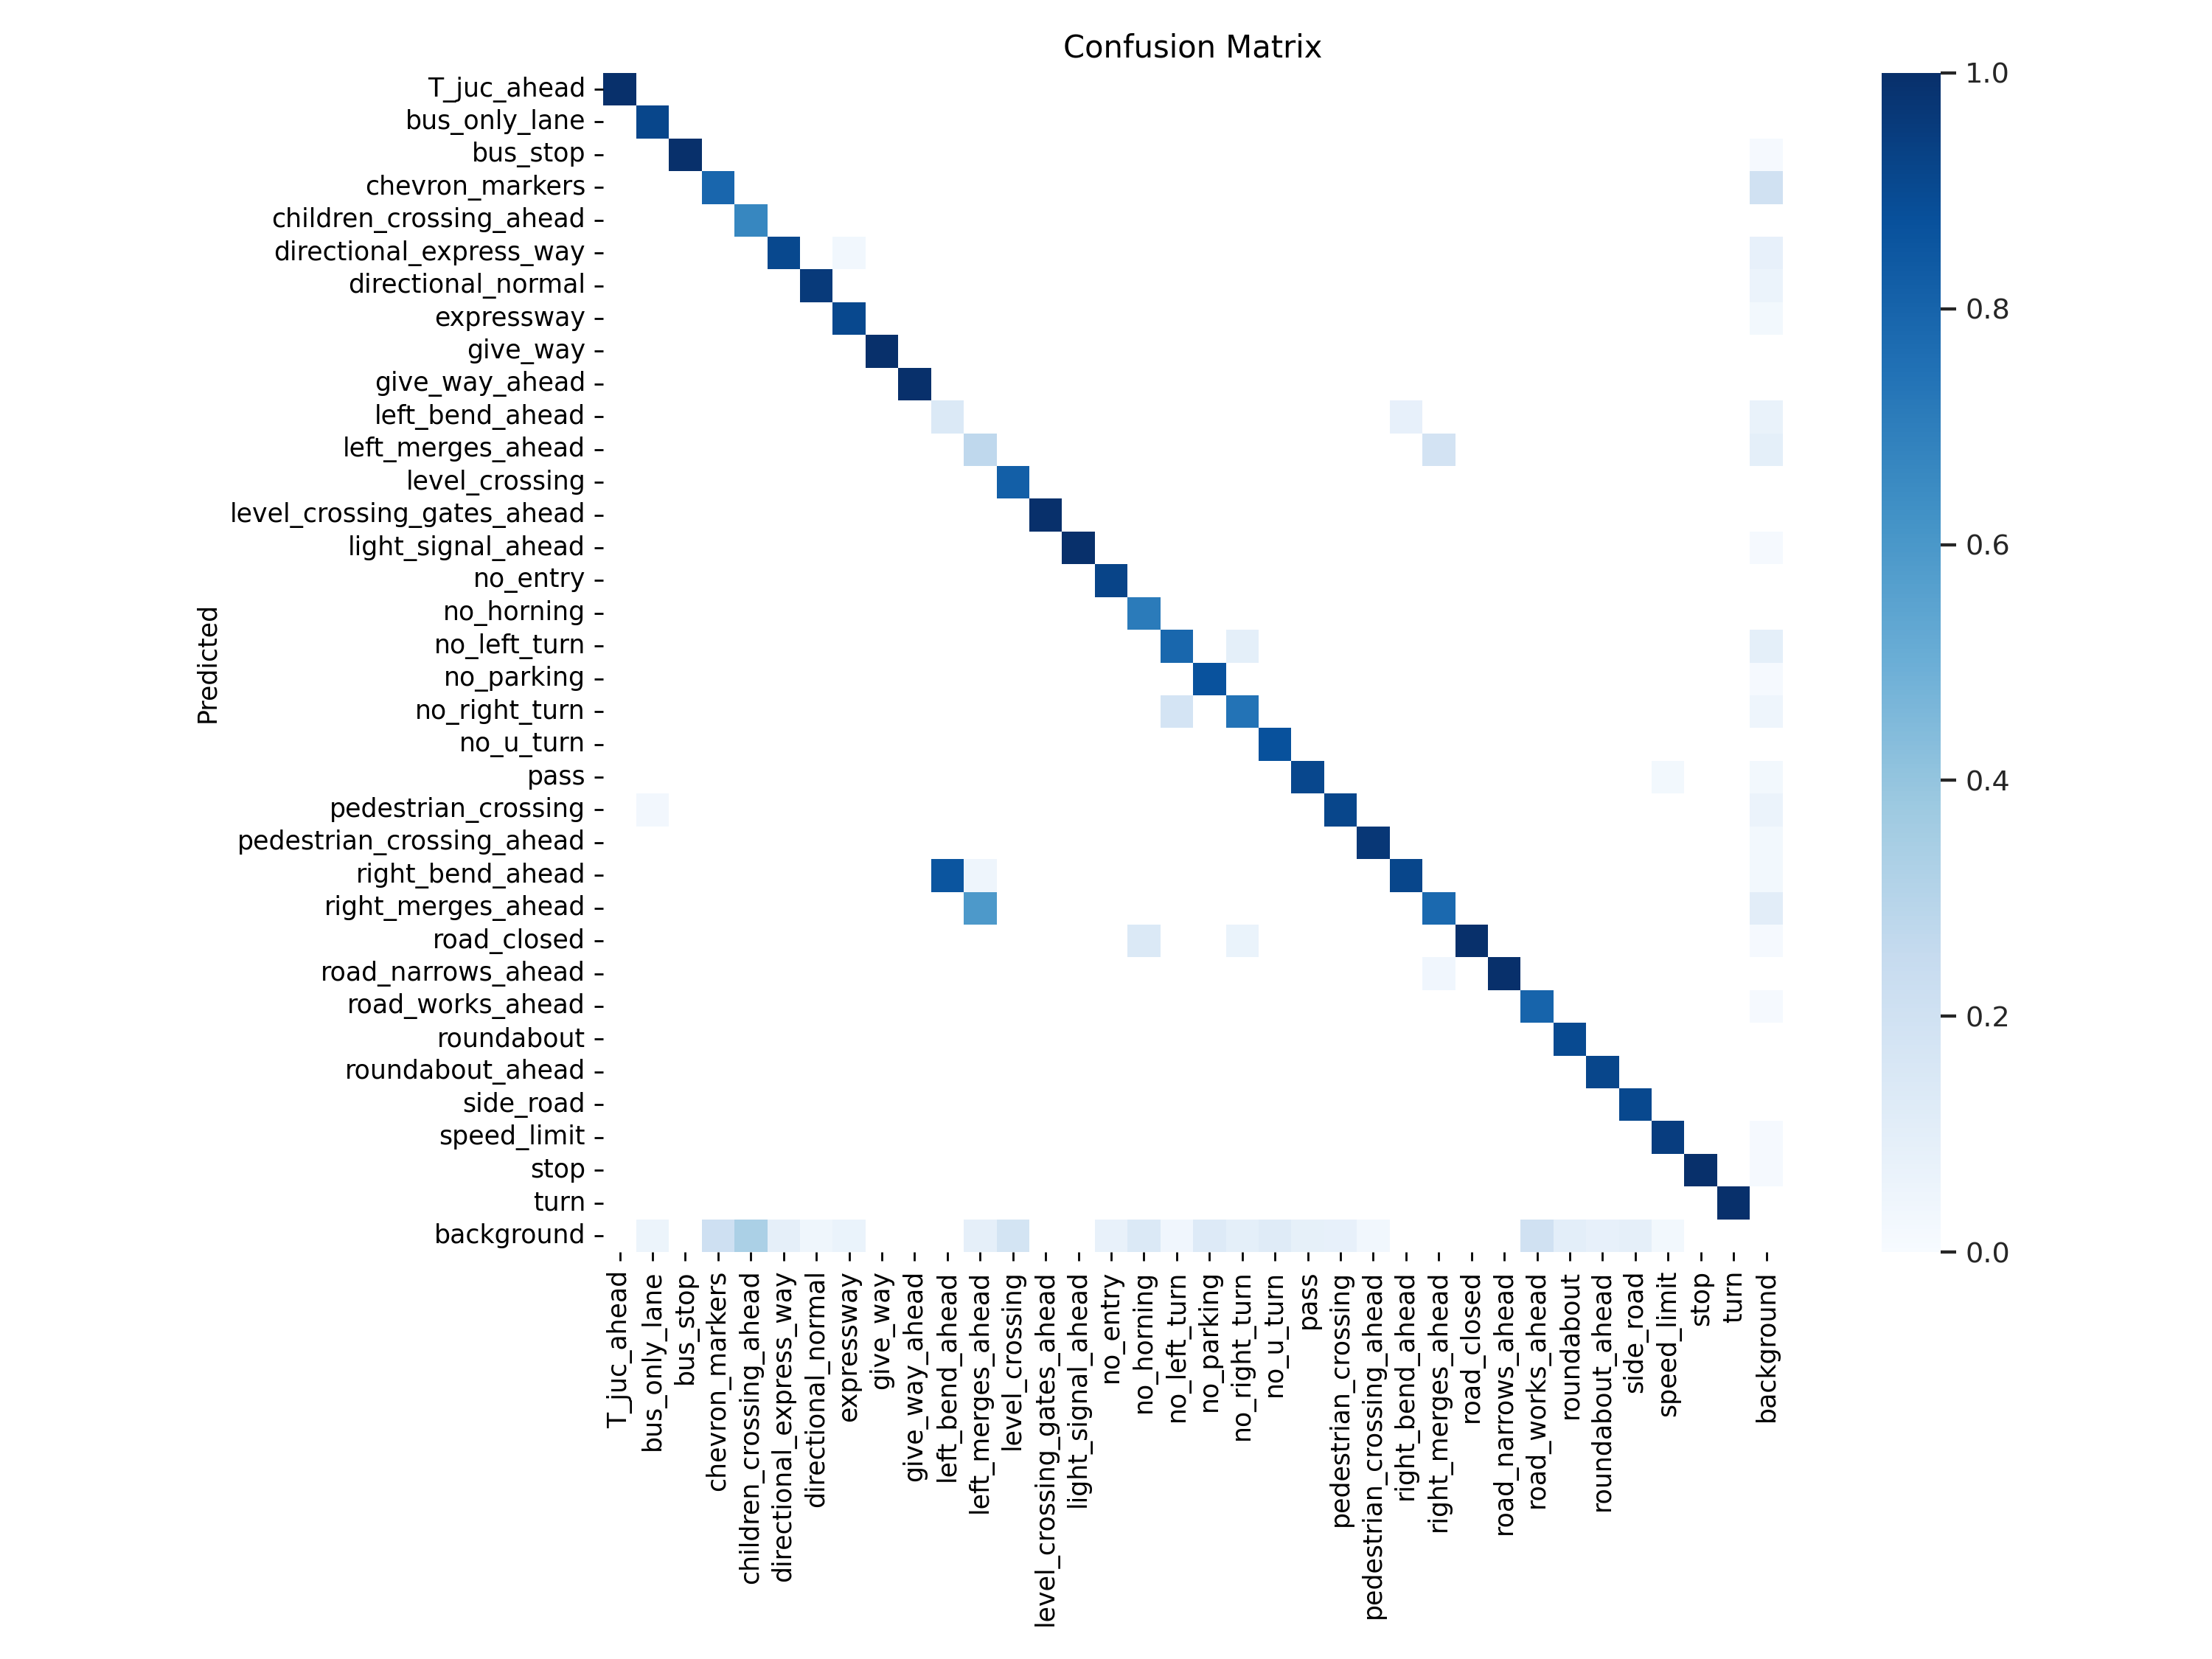 Confusion Matrix
T_juc_ahead
bus_only_lane
bus_stop
chevron_markers
children_crossing_ahead
directional_express_way
directional_normal
expressway
give_way
give_way_ahead
left_bend_ahead
left_merges_ahead
level_crossing
level_crossing_gates_ahead
light_signal_ahead
no_entry
no_horning
no_left_turn
no_parking
no_right_turn
no_u_turn
pass
pedestrian_crossing
pedestrian_crossing_ahead
right_bend_ahead
right_merges_ahead
road_closed
road_narrows_ahead
road_works_ahead
roundabout
roundabout_ahead
side_road
speed_limit
stop
turn
background
Predicted
T_juc_ahead
bus_only_lane
bus_stop
chevron_markers
children_crossing_ahead
directional_express_way
directional_normal
expressway
give_way
give_way_ahead
left_bend_ahead
left_merges_ahead
level_crossing
level_crossing_gates_ahead
light_signal_ahead
no_entry
no_horning
no_left_turn
no_parking
no_right_turn
no_u_turn
pass
pedestrian_crossing
pedestrian_crossing_ahead
right_bend_ahead
right_merges_ahead
road_closed
road_narrows_ahead
road_works_ahead
roundabout
roundabout_ahead
side_road
speed_limit
stop
turn
background
1.0
0.8
0.6
0.4
0.2
0.0